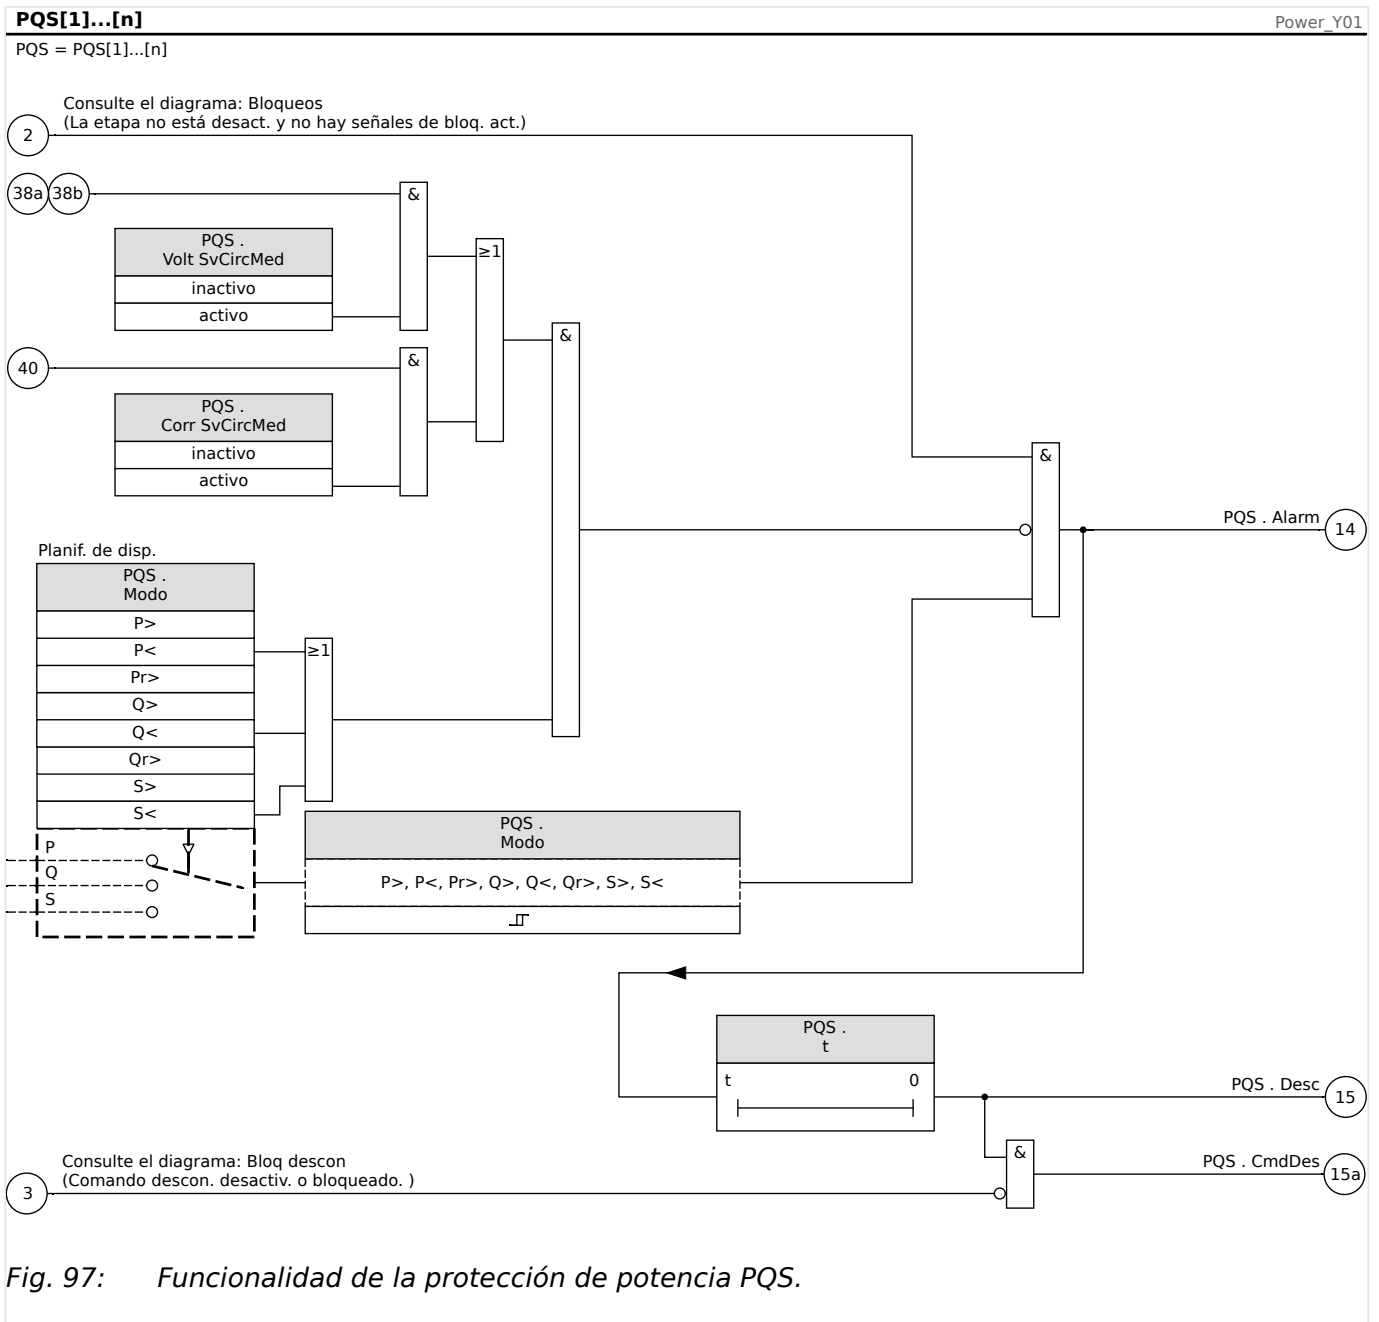 PQS[1]...[n]
Power_Y01
PQS = PQS[1]...[n]
Consulte el diagrama: Bloqueos
(La etapa no está desact. y no hay señales de bloq. act.)
2
38a
38b
&
PQS .
Volt SvCircMed
inactivo
activo
≥1
&
40
&
PQS .
Corr SvCircMed
inactivo
activo
&
PQS . Alarm
14
Planif. de disp.
PQS .
Modo
P>
P<
Pr>
Q>
Q<
Qr>
S>
S<
≥1
P
Q
S
PQS .
Modo
P>, P<, Pr>, Q>, Q<, Qr>, S>, S<
PQS .
t
t
0
PQS . Desc
15
Consulte el diagrama: Bloq descon
(Comando descon. desactiv. o bloqueado. )
3
&
PQS . CmdDes
15a
Fig. 97: Funcionalidad de la protección de potencia PQS.